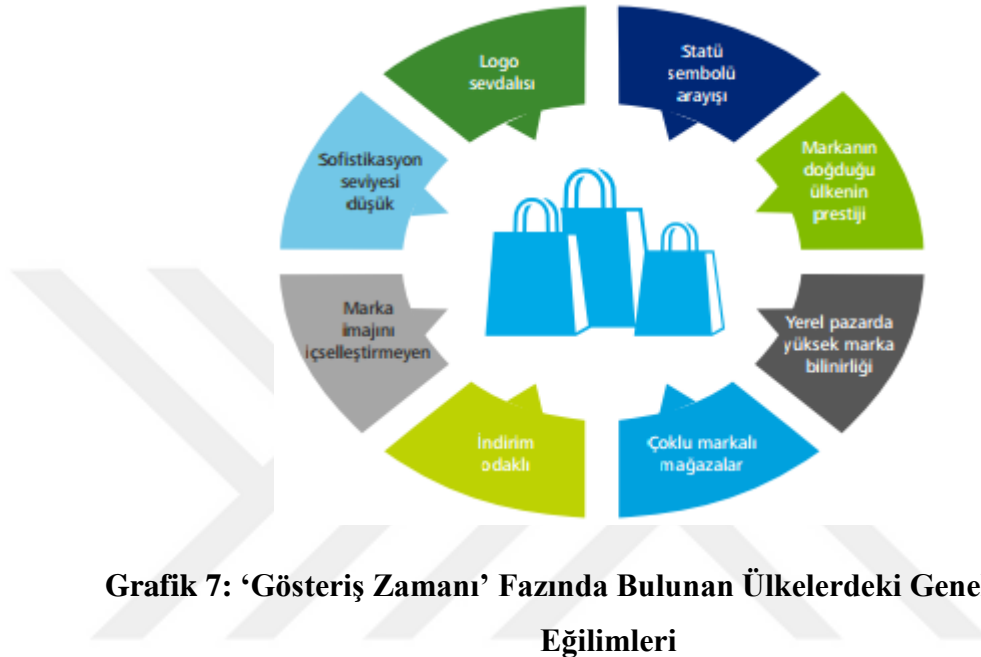 Logo
sevdalısı
Statü
sembolü
arayışı
Markanın
doğduğu
ülkenin
prestiji
Yerel pazarda
yüksek marka
bilinirliği
Çoklu markalı
mağazalar
İndirim
odaklı
Marka
imajını
içselleştirmeyen
Sofistikasyon
seviyesi
düşük
Grafik 7: ‘Gösteriş Zamanı’ Fazında Bulunan Ülkelerdeki Gene
Eğilimleri